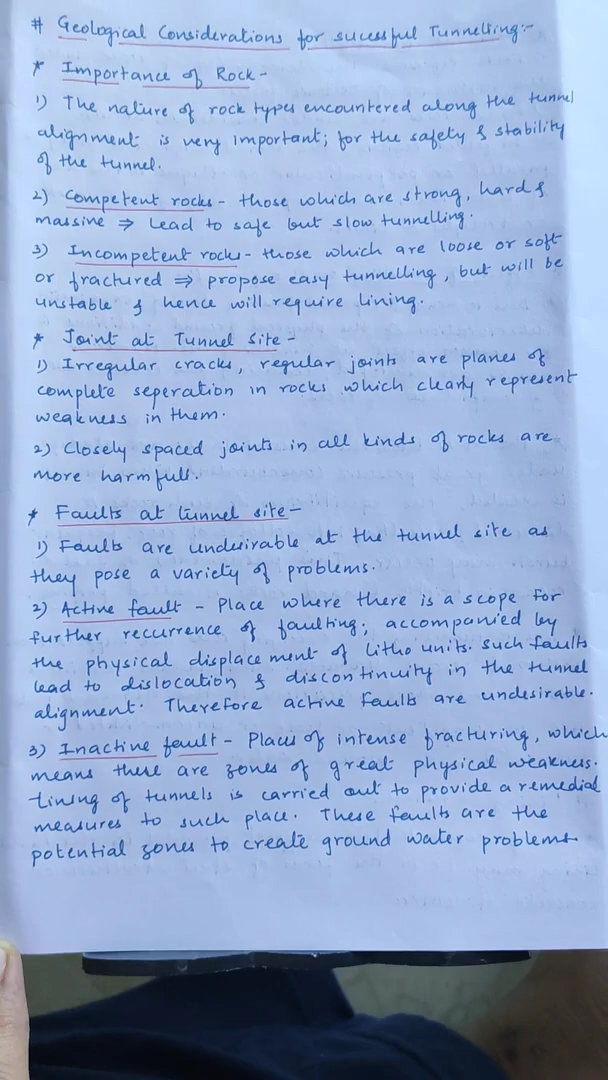 # Geological Considerations for sucessful Tunnelling:-
* Importance of Rock -
1) The nature of rock types encountered along the tunnel
alignment is very important; for the safety & stability
of the tunnel.
2) Competent rocks - those which are strong, hard &
massive ⇒ Lead to safe but slow tunnelling.
3) Incompetent rocks - those which are loose or soft
or fractured ⇒ propose easy tunnelling, but will be
unstable & hence will require lining.
* Joint at Tunnel Site -
1) Irregular cracks, regular joints are planes of
complete seperation in rocks which clearly represent
weakness in them.
2) Closely spaced joints in all kinds of rocks are
more harmfull.
* Faults at tunnel site -
1) Faults are undesirable at the tunnel site as
they pose a variety of problems.
2) Active fault - Place where there is a scope for
further recurrence of faulting; accompanied by
the physical displacement of Litho units. such faults
lead to dislocation & discontinuity in the tunnel
alignment. Therefore active Faults are undesirable.
3) Inactive fault - Places of intense fracturing, which
means there are zones of great physical weakness.
Lining of tunnels is carried out to provide a remedial
measures to such place. These faults are the
potential zones to create ground water problems